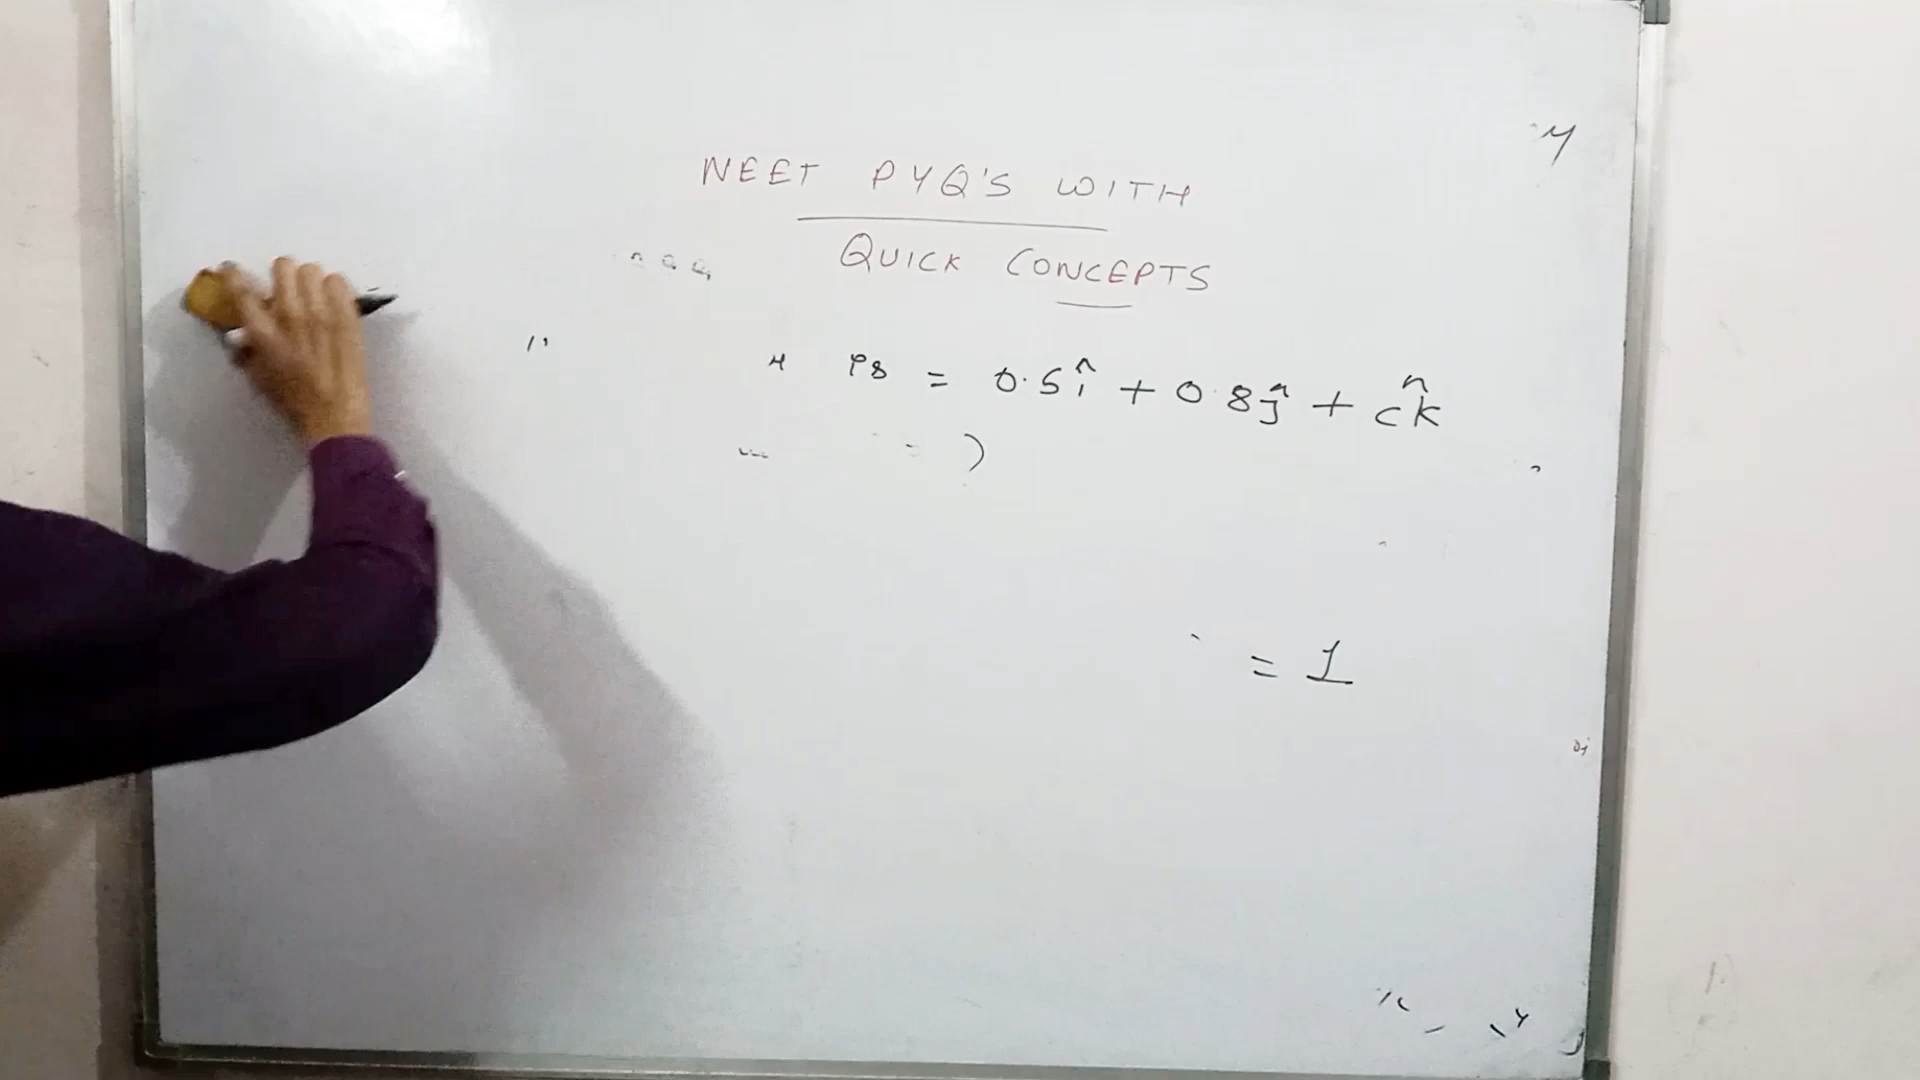 NEET PYQ'S WITH
QUICK CONCEPTS
= 0.5î + 0.8ĵ + ck̂
= )
= 1